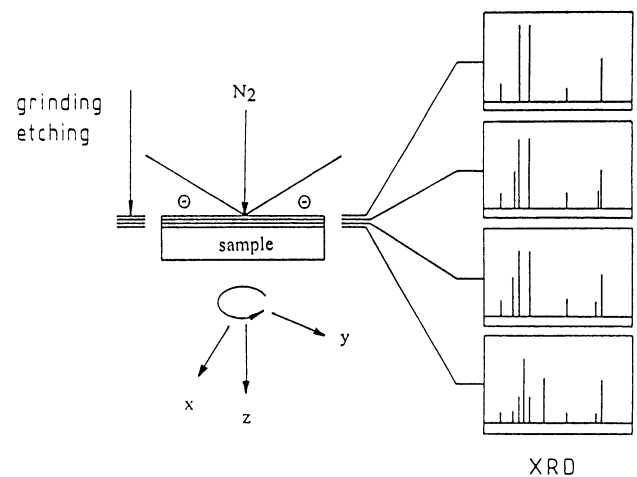 grinding
etching
N2
Θ Θ
sample
x
z
y
XRD